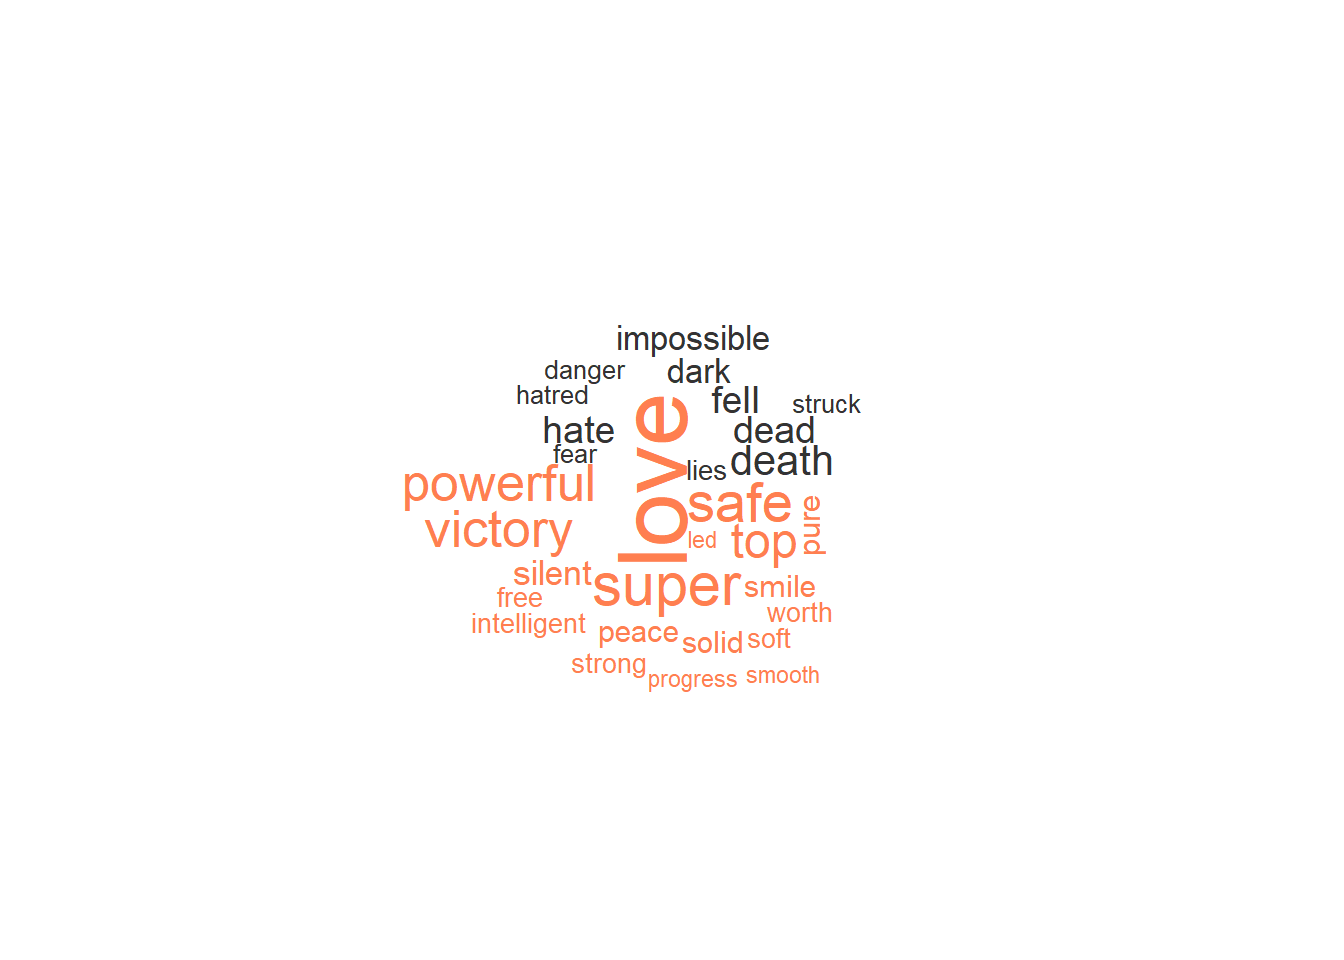 impossible
danger
dark
hatred
fell
struck
love
hate
dead
fear
death
lies
powerful
safe
pure
victory
top
led
silent
super
smile
free
worth
intelligent
peace
solid
soft
strong
progress
smooth